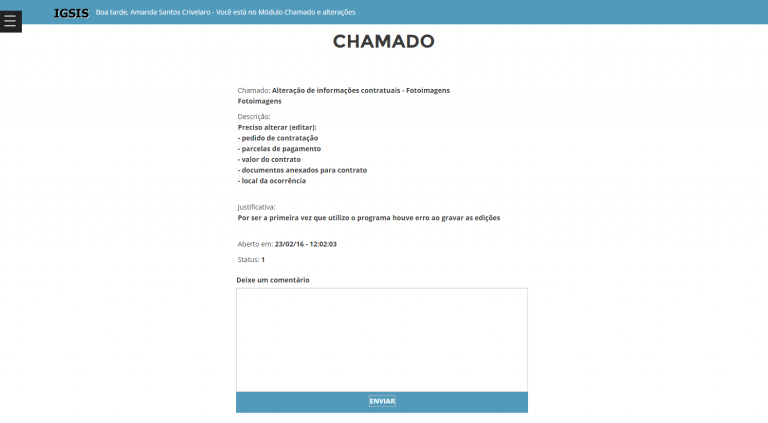 IGSIS Boa tarde, Amanda Santos Crivelaro - Você está no Módulo Chamado e alterações
CHAMADO
Chamado: Alteração de informações contratuais - Fotoimagens
Fotoimagens
Descrição:
Preciso alterar (editar):
- pedido de contratação
- parcelas de pagamento
- valor do contrato
- documentos anexados para contrato
- local da ocorrência
Justificativa:
Por ser a primeira vez que utilizo o programa houve erro ao gravar as edições
Aberto em: 23/02/16 - 12:02:03
Status: 1
Deixe um comentário
ENVIAR